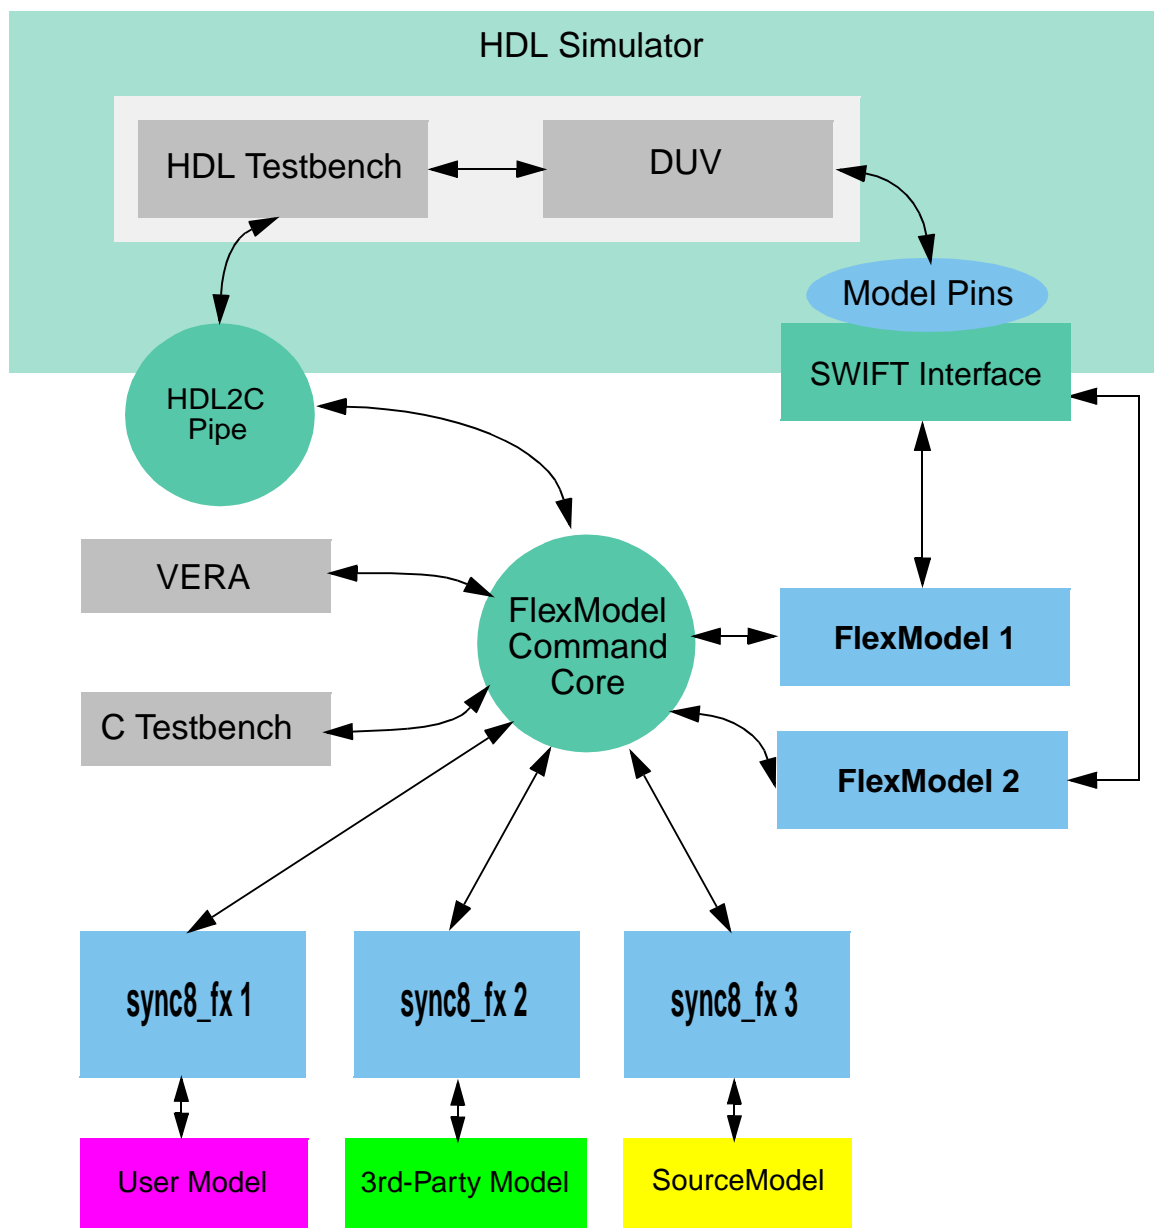 HDL Simulator
HDL Testbench
DUV
Model Pins
SWIFT Interface
HDL2C
Pipe
VERA
FlexModel
Command
Core
FlexModel 1
C Testbench
FlexModel 2
sync8_fx 1
sync8_fx 2
sync8_fx 3
User Model
3rd-Party Model
SourceModel